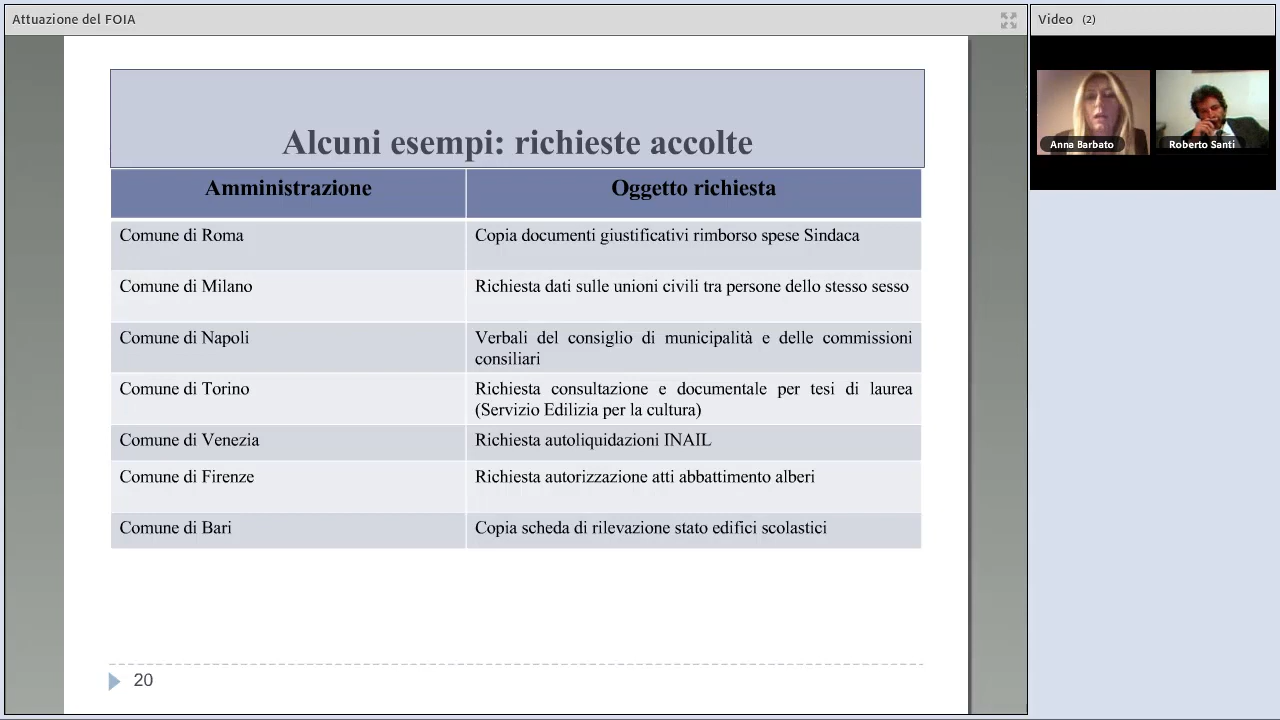 Attuazione del FOIA
Video (2)
Anna Barbato
Roberto Santi
Alcuni esempi: richieste accolte
Amministrazione
Oggetto richiesta
Comune di Roma
Copia documenti giustificativi rimborso spese Sindaca
Comune di Milano
Richiesta dati sulle unioni civili tra persone dello stesso sesso
Comune di Napoli
Verbali del consiglio di municipalità e delle commissioni
consiliari
Comune di Torino
Richiesta consultazione e documentale per tesi di laurea
(Servizio Edilizia per la cultura)
Comune di Venezia
Richiesta autoliquidazioni INAIL
Comune di Firenze
Richiesta autorizzazione atti abbattimento alberi
Comune di Bari
Copia scheda di rilevazione stato edifici scolastici
20